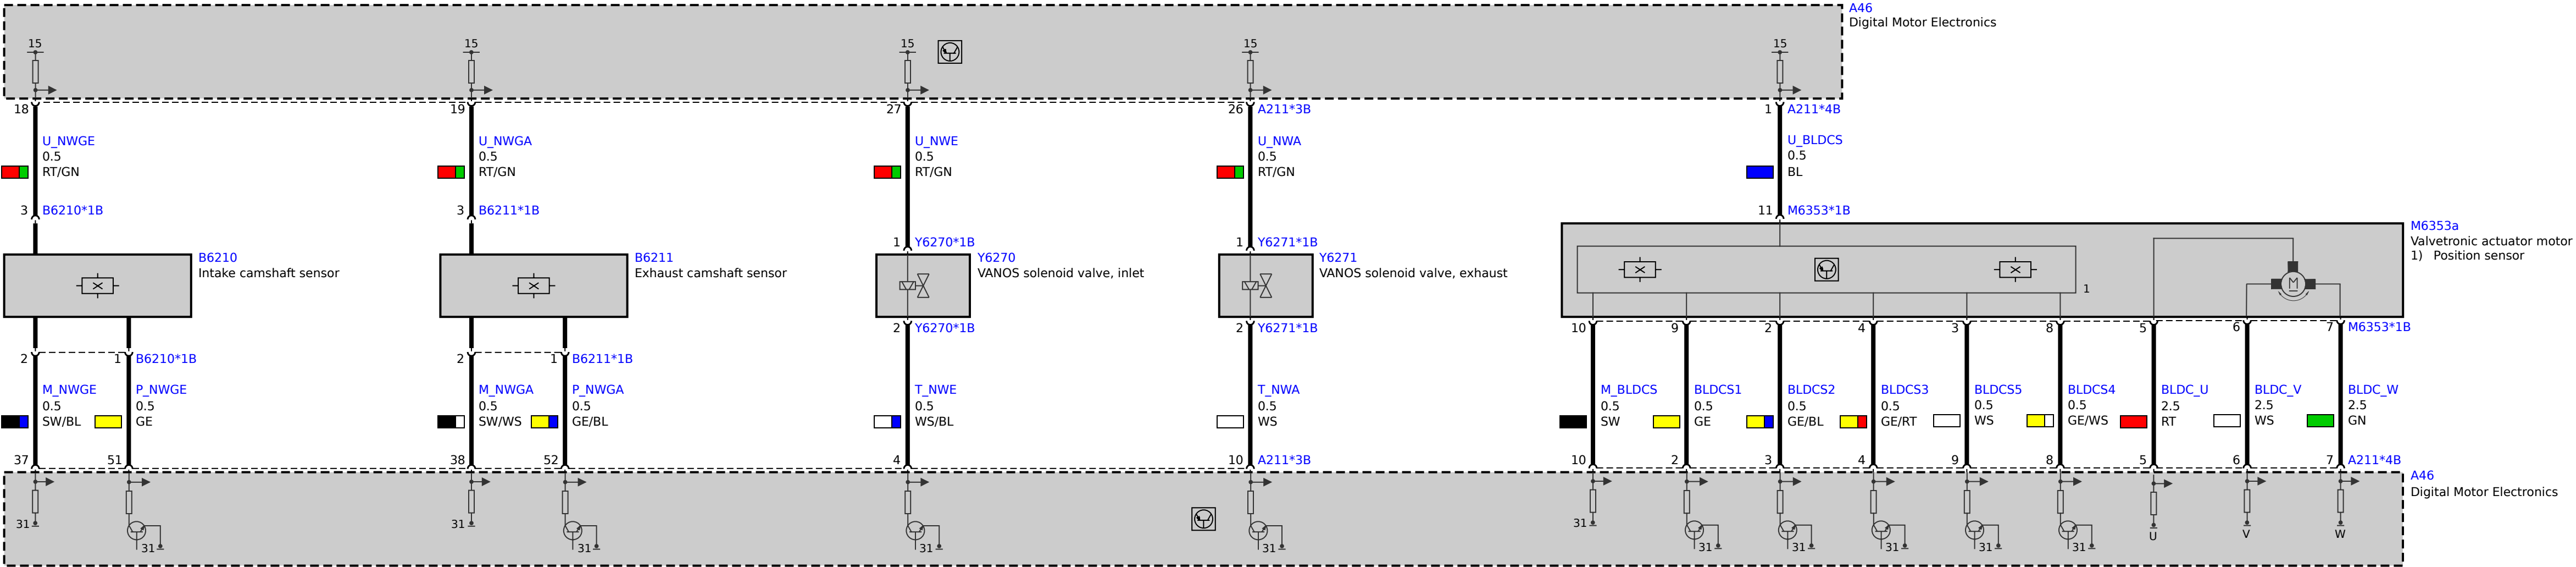 A46
Digital Motor Electronics
15 15 15 15 15
18 19 27 26 A211*3B 1 A211*4B
U_NWGE U_NWGA U_NWE U_NWA U_BLDCS
0.5 0.5 0.5 0.5 0.5
RT/GN RT/GN RT/GN RT/GN BL
3 B6210*1B 3 B6211*1B 11 M6353*1B
M6353a
Valvetronic actuator motor
1) Position sensor
1 Y6270*1B 1 Y6271*1B
B6210 B6211 Y6270 Y6271
Intake camshaft sensor Exhaust camshaft sensor VANOS solenoid valve, inlet VANOS solenoid valve, exhaust
M
1
10 9 2 4 3 8 5 6 7 M6353*1B
2 Y6270*1B 2 Y6271*1B
2 1 B6210*1B 2 1 B6211*1B
M_NWGE P_NWGE M_NWGA P_NWGA T_NWE T_NWA M_BLDCS BLDCS1 BLDCS2 BLDCS3 BLDCS5 BLDCS4 BLDC_U BLDC_V BLDC_W
0.5 0.5 0.5 0.5 0.5 0.5 0.5 0.5 0.5 0.5 0.5 0.5 2.5 2.5 2.5
SW/BL GE SW/WS GE/BL WS/BL WS SW GE GE/BL GE/RT WS GE/WS RT WS GN
37 51 38 52 4 10 A211*3B 10 2 3 4 9 8 5 6 7 A211*4B
A46
Digital Motor Electronics
31 31 31 U V W
31 31 31 31 31 31 31 31 31